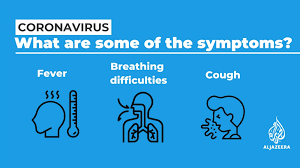 CORONAVIRUS
What are some of the symptoms?
Fever
Breathing
difficulties
Cough
ALJAZEERA